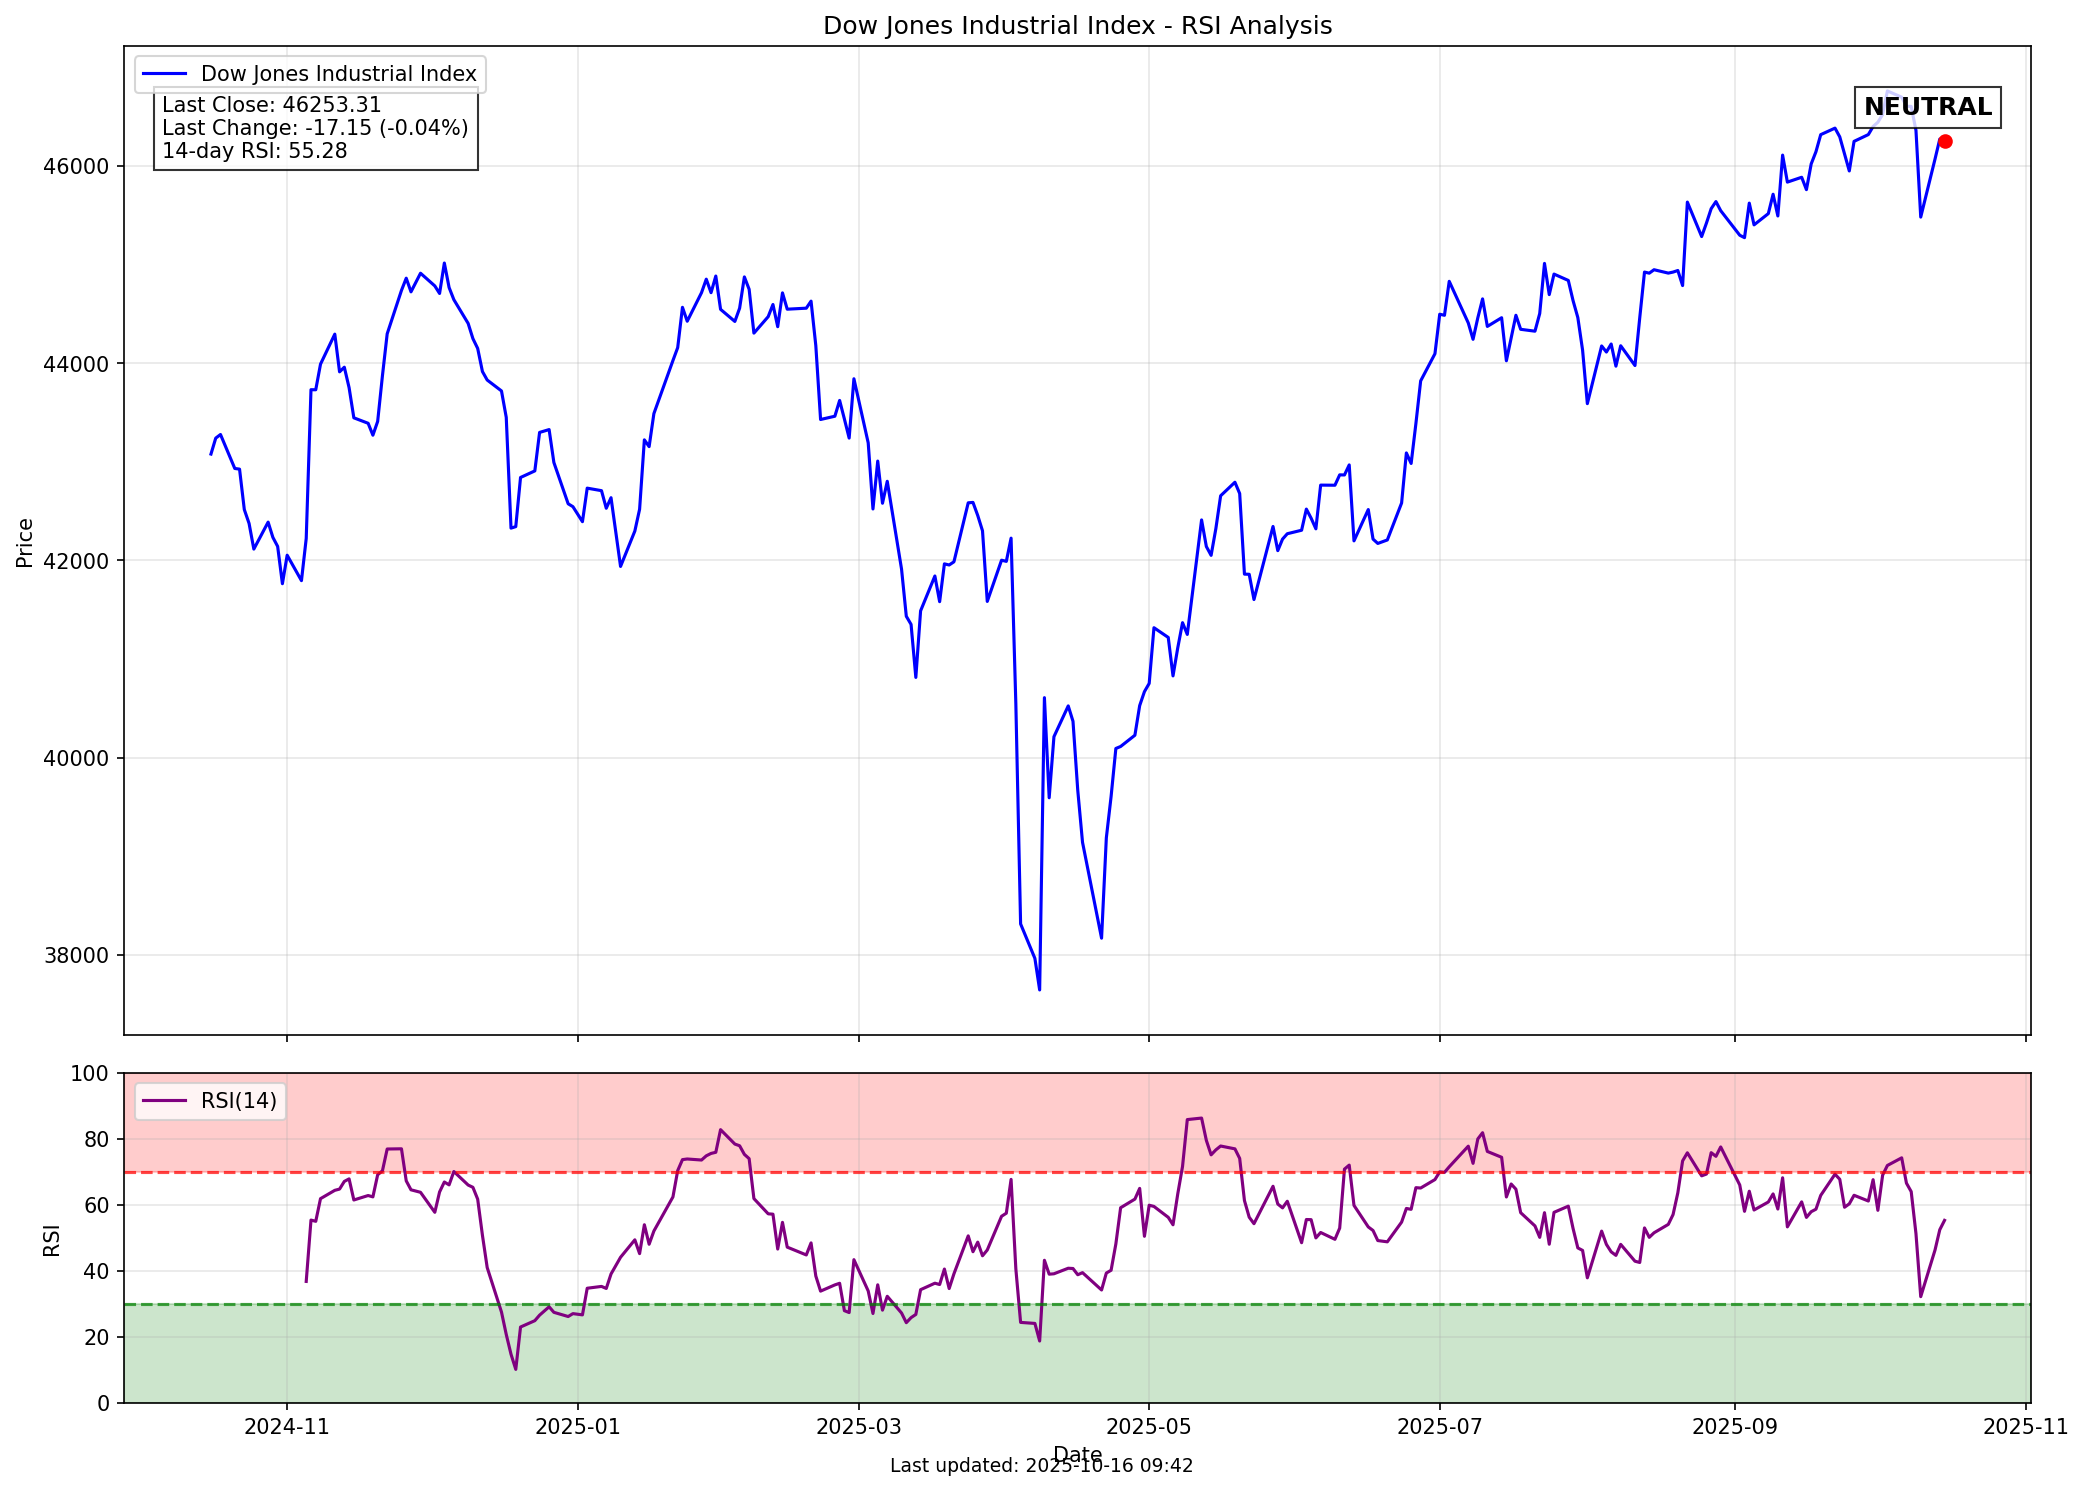 Dow Jones Industrial Index - RSI Analysis
Dow Jones Industrial Index
Last Close: 46253.31
Last Change: -17.15 (-0.04%)
14-day RSI: 55.28
NEUTRAL
Price
46000
44000
42000
40000
38000
RSI(14)
RSI
100
80
60
40
20
0
2024-11
2025-01
2025-03
2025-05
2025-07
2025-09
2025-11
Date
Last updated: 2025-10-16 09:42